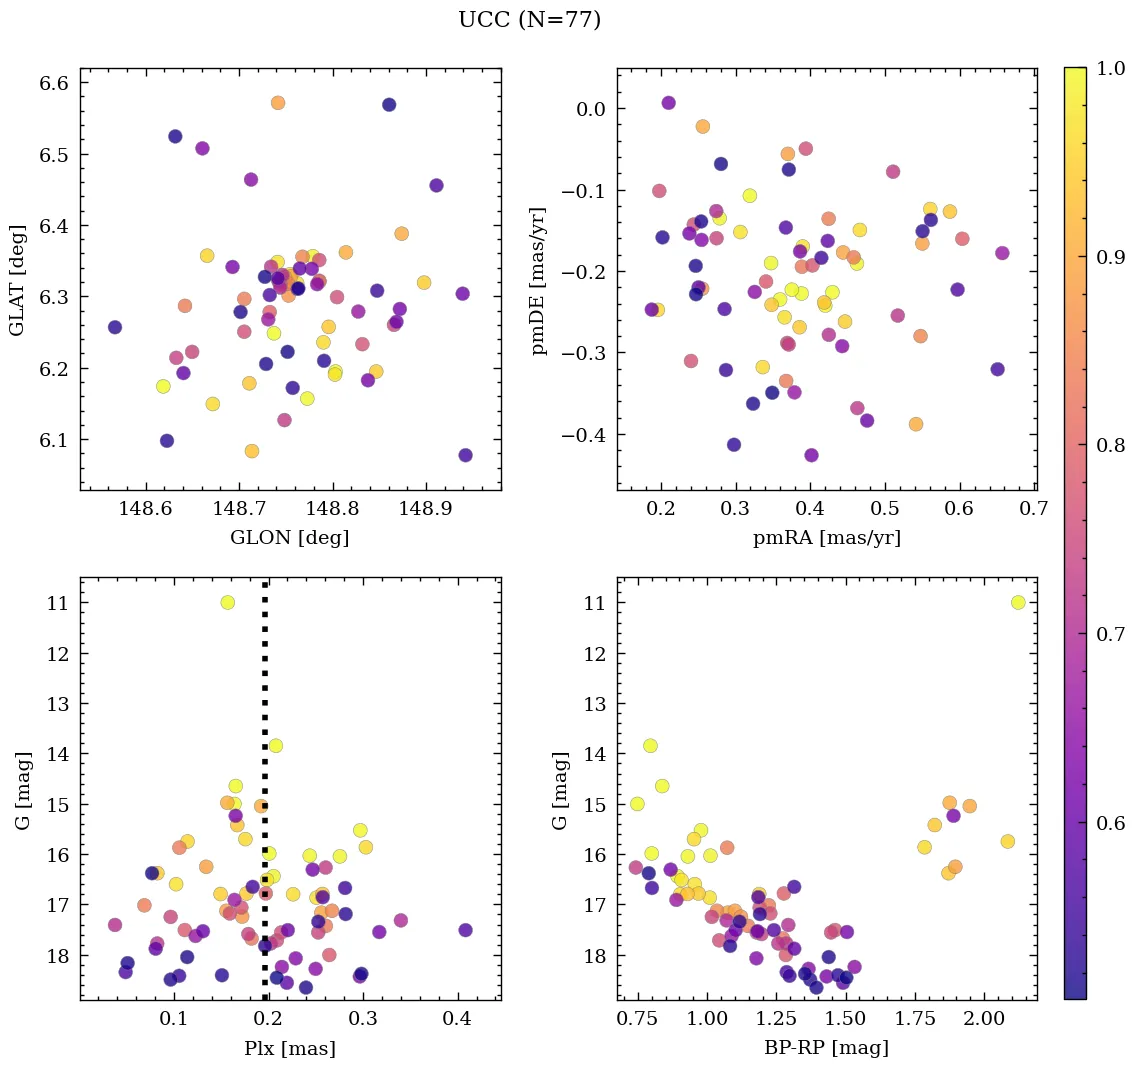 UCC (N=77)
6.6
6.5
6.4
6.3
6.2
6.1
GLAT [deg]
148.6 148.7 148.8 148.9
GLON [deg]
0.0
−0.1
−0.2
−0.3
−0.4
pmDE [mas/yr]
0.2 0.3 0.4 0.5 0.6 0.7
pmRA [mas/yr]
11
12
13
14
15
16
17
18
G [mag]
0.1 0.2 0.3 0.4
Plx [mas]
11
12
13
14
15
16
17
18
G [mag]
0.75 1.00 1.25 1.50 1.75 2.00
BP-RP [mag]
1.0
0.9
0.8
0.7
0.6